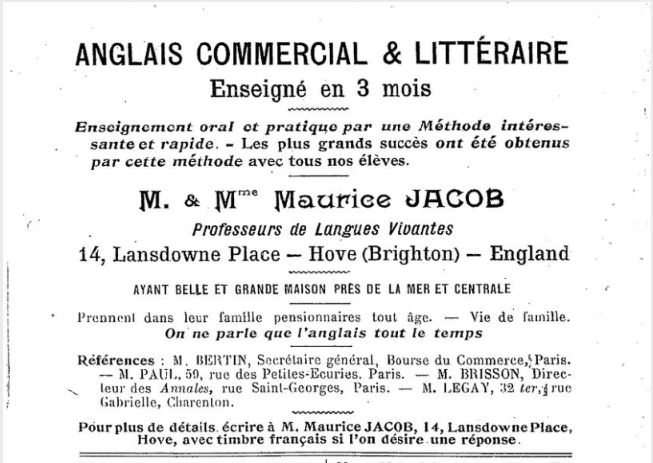 ANGLAIS COMMERCIAL & LITTÉRAIRE
Enseigné en 3 mois
Enseignement oral et pratique par une Méthode intéres-
sante et rapide. – Les plus grands succès ont été obtenus
par cette méthode avec tous nos élèves.
M. & Mme Maurice JACOB
Professeurs de Langues Vivantes
14, Lansdowne Place – Hove (Brighton) – England
AYANT BELLE ET GRANDE MAISON PRÈS DE LA MER ET CENTRALE
Prennent dans leur famille pensionnaires tout âge. — Vie de famille.
On ne parle que l'anglais tout le temps
Références : M. BERTIN, Secrétaire général, Bourse du Commerce, Paris.
— M. PAUL, 59, rue des Petites-Ecuries, Paris. — M. BRISSON, Direc-
teur des Annales, rue Saint-Georges, Paris. — M. LEGAY, 32 ter, rue
Gabrielle, Charenton.
Pour plus de détails écrire à M. Maurice JACOB, 14, Lansdowne Place,
Hove, avec timbre français si l'on désire une réponse.